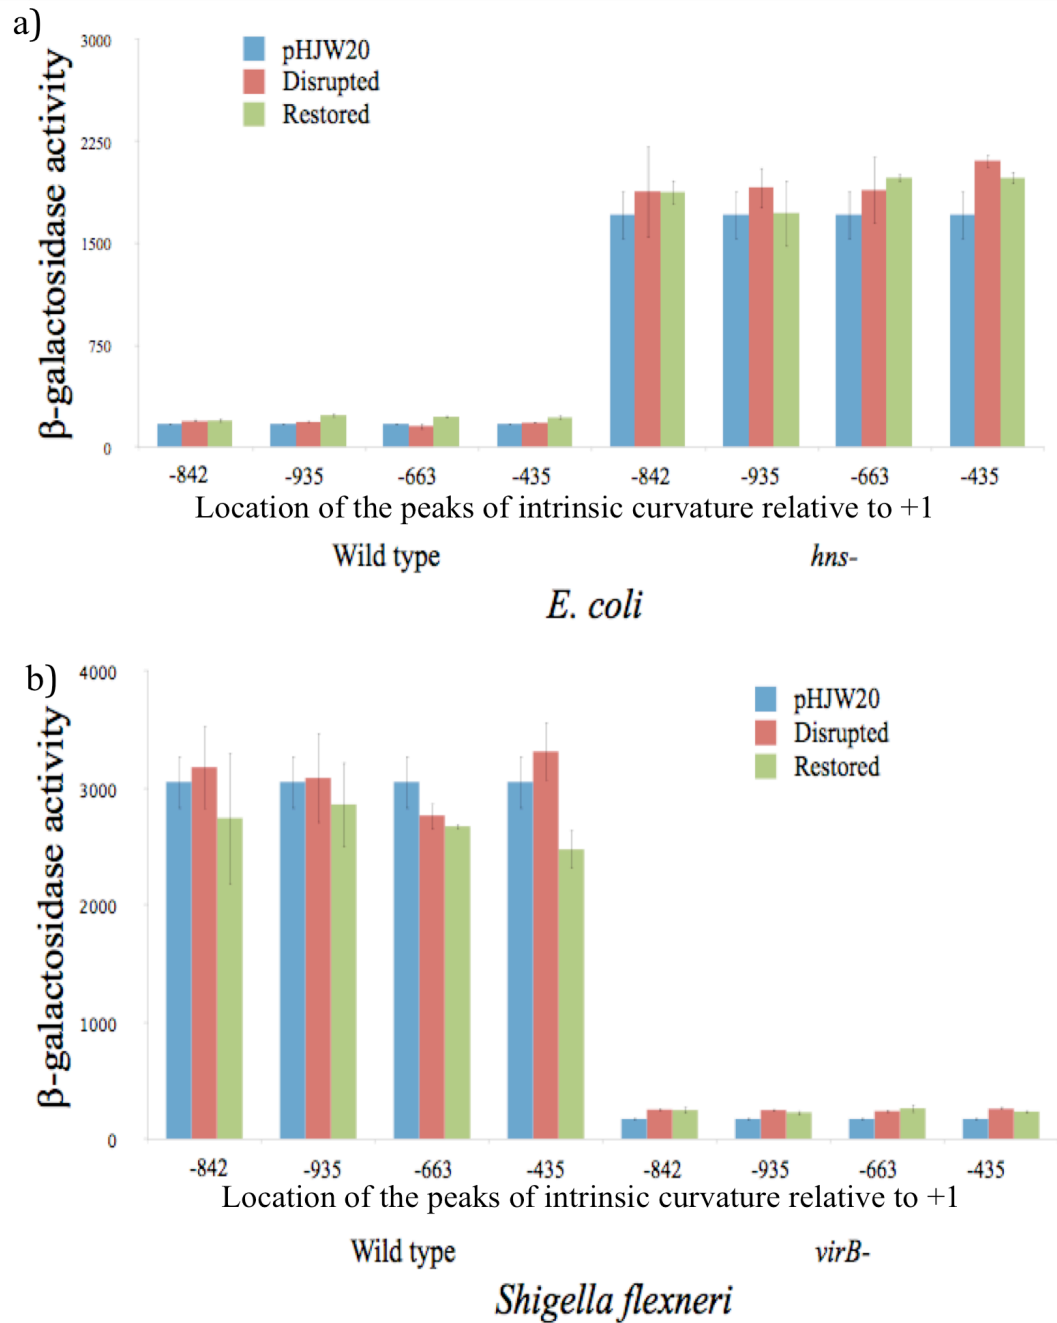 a)
β-galactosidase activity
3000
2250
1500
750
0
pHJW20
Disrupted
Restored
-842 -935 -663 -435 -842 -935 -663 -435
Location of the peaks of intrinsic curvature relative to +1
Wild type hns-
E. coli
b)
β-galactosidase activity
4000
3000
2000
1000
0
pHJW20
Disrupted
Restored
-842 -935 -663 -435 -842 -935 -663 -435
Location of the peaks of intrinsic curvature relative to +1
Wild type virB-
Shigella flexneri